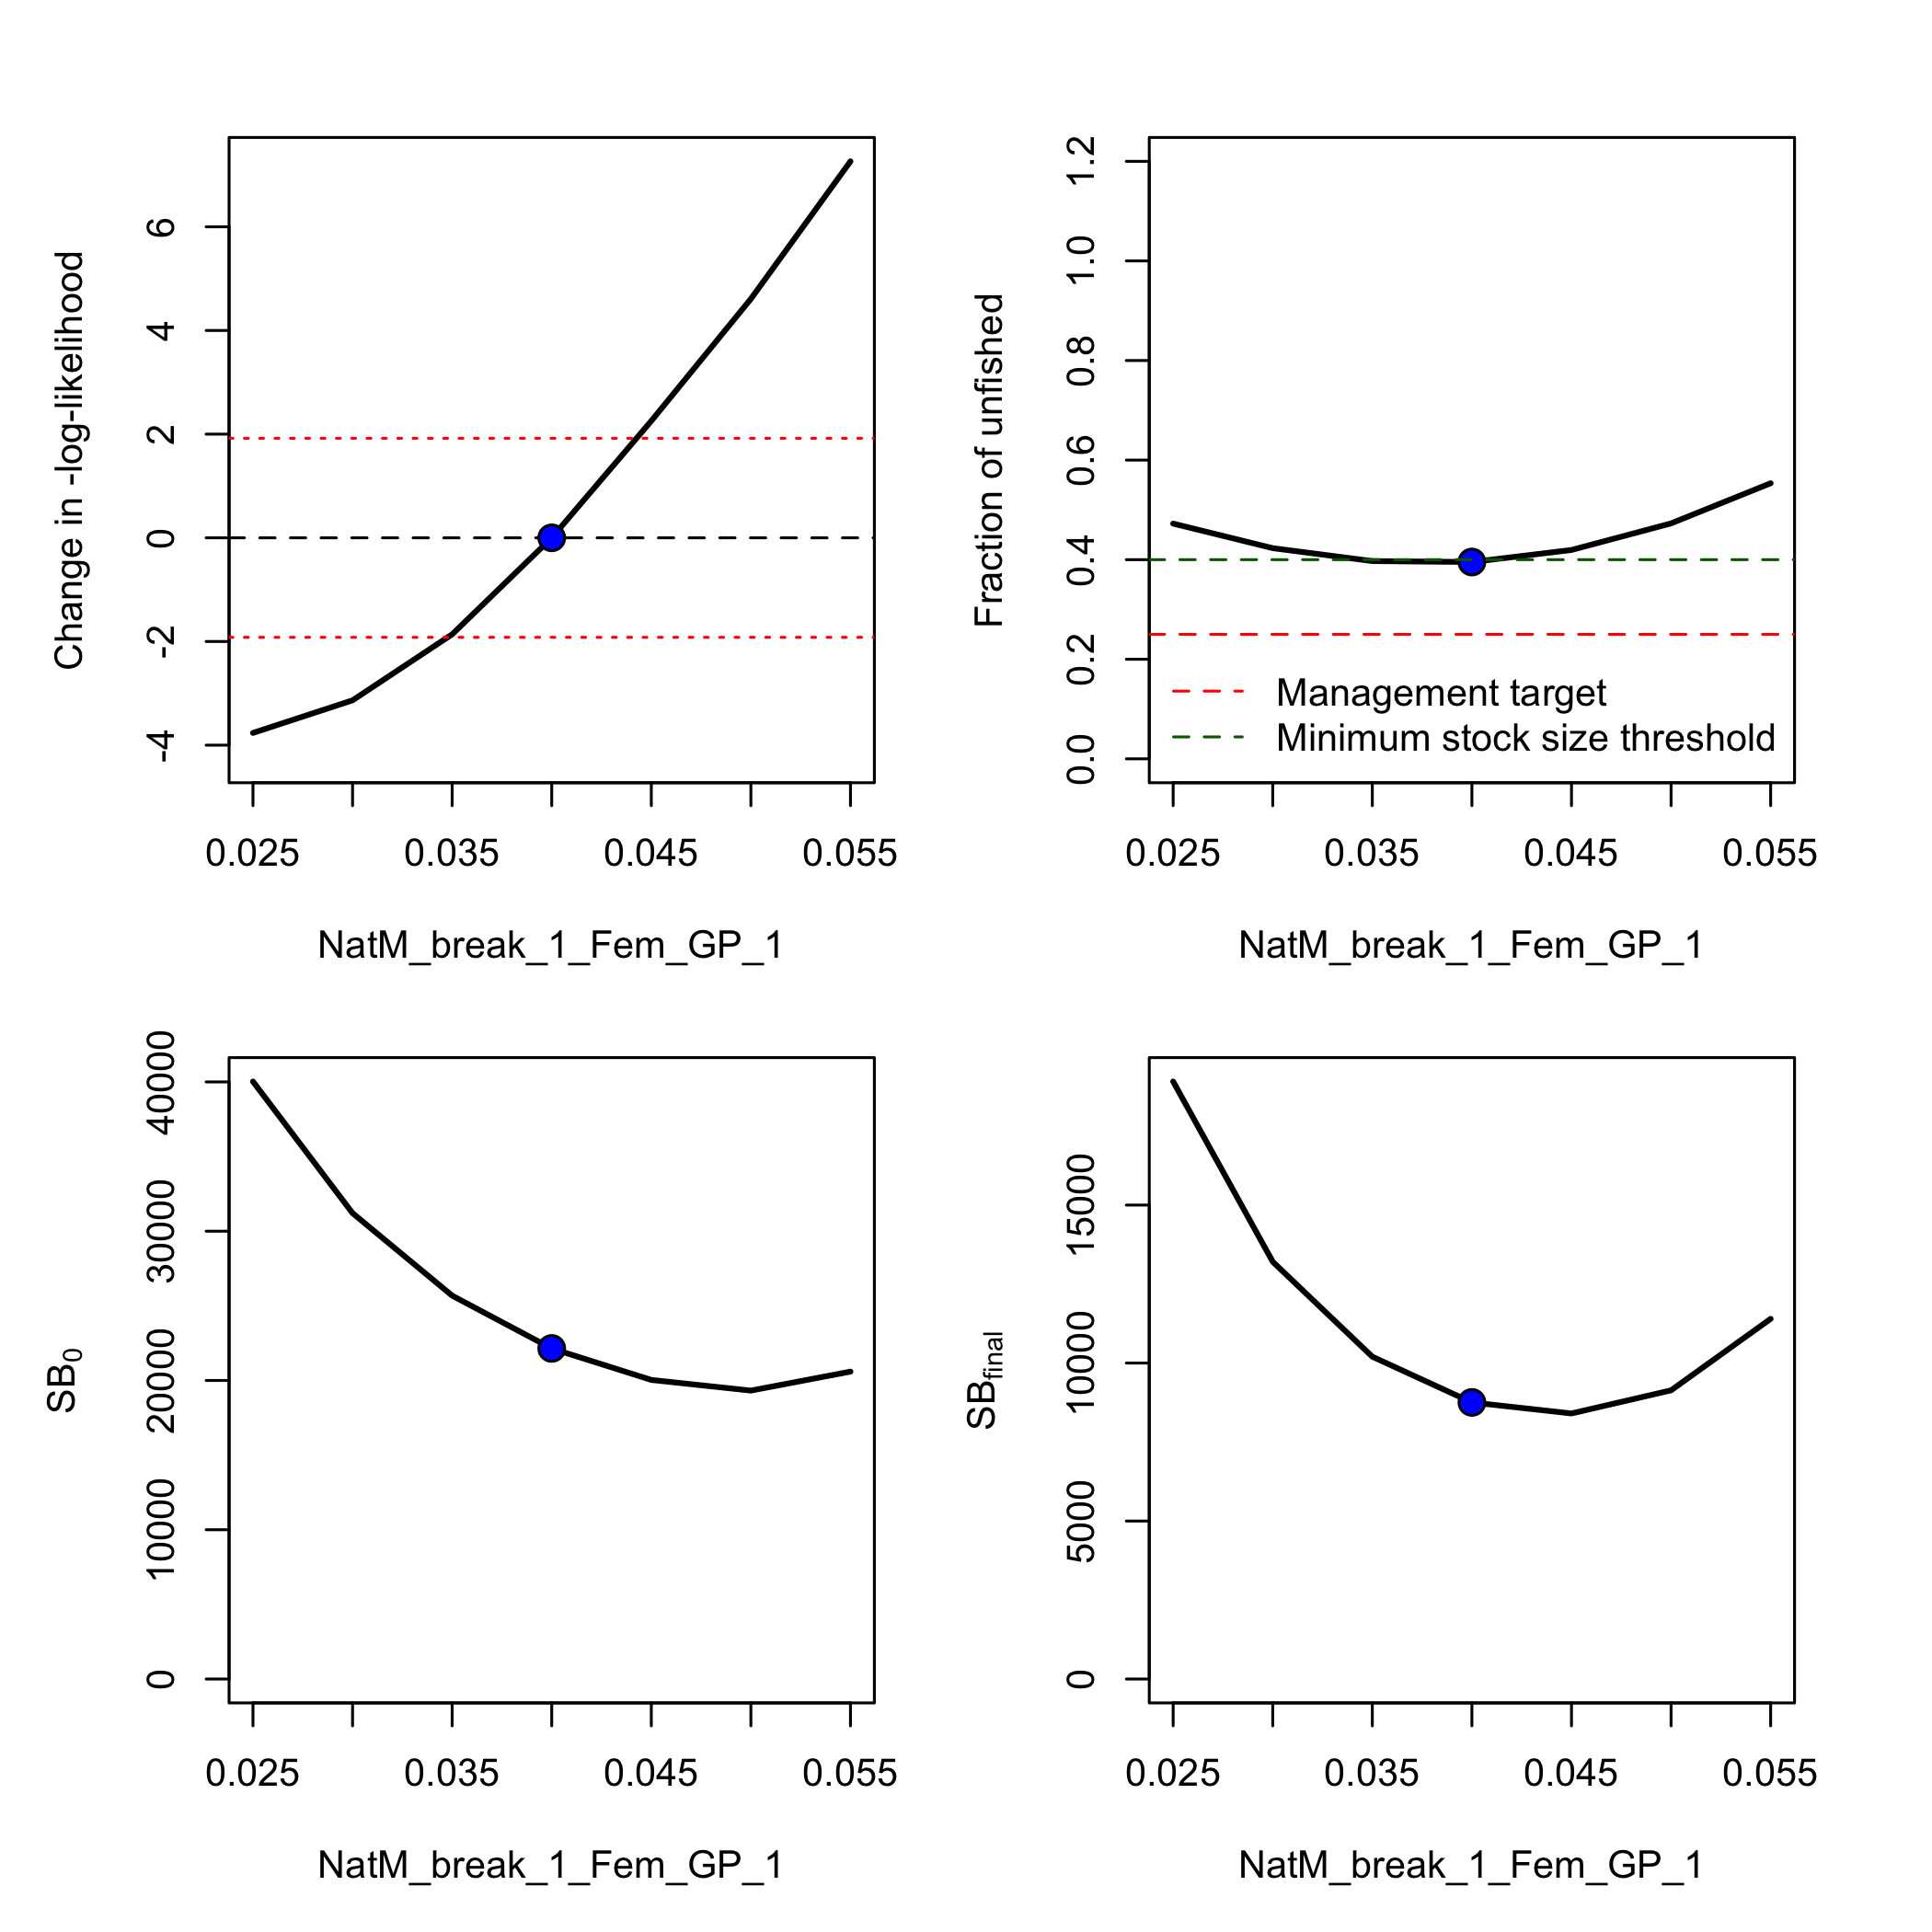 Change in -log-likelihood
6
4
2
0
-2
-4
0.025 0.035 0.045 0.055
NatM_break_1_Fem_GP_1
Fraction of unfished
1.2
1.0
0.8
0.6
0.4
0.2
0.0
Management target
Minimum stock size threshold
0.025 0.035 0.045 0.055
NatM_break_1_Fem_GP_1
SB0
40000
30000
20000
10000
0
0.025 0.035 0.045 0.055
NatM_break_1_Fem_GP_1
SBfinal
15000
10000
5000
0
0.025 0.035 0.045 0.055
NatM_break_1_Fem_GP_1